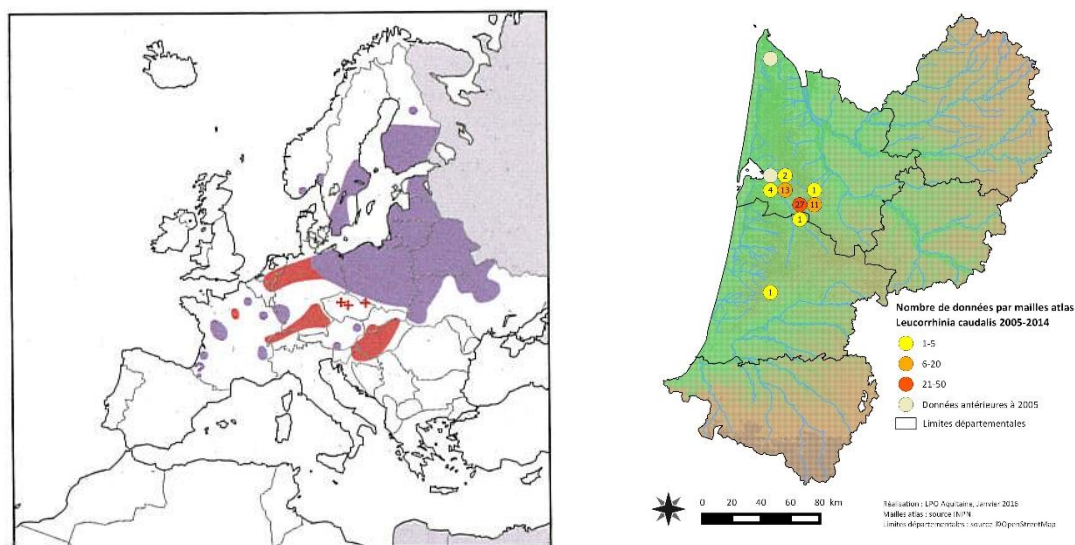 2
4
13
1
27
11
1
1
Nombre de données par mailles atlas
Leucorrhinia caudalis 2005-2014
1-5
6-20
21-50
Données antérieures à 2005
Limites départementales
0 20 40 60 80 km
Réalisation : LPO Aquitaine, Janvier 2016
Mailles atlas : source INPN
Limites départementales : source ©OpenStreetMap
?